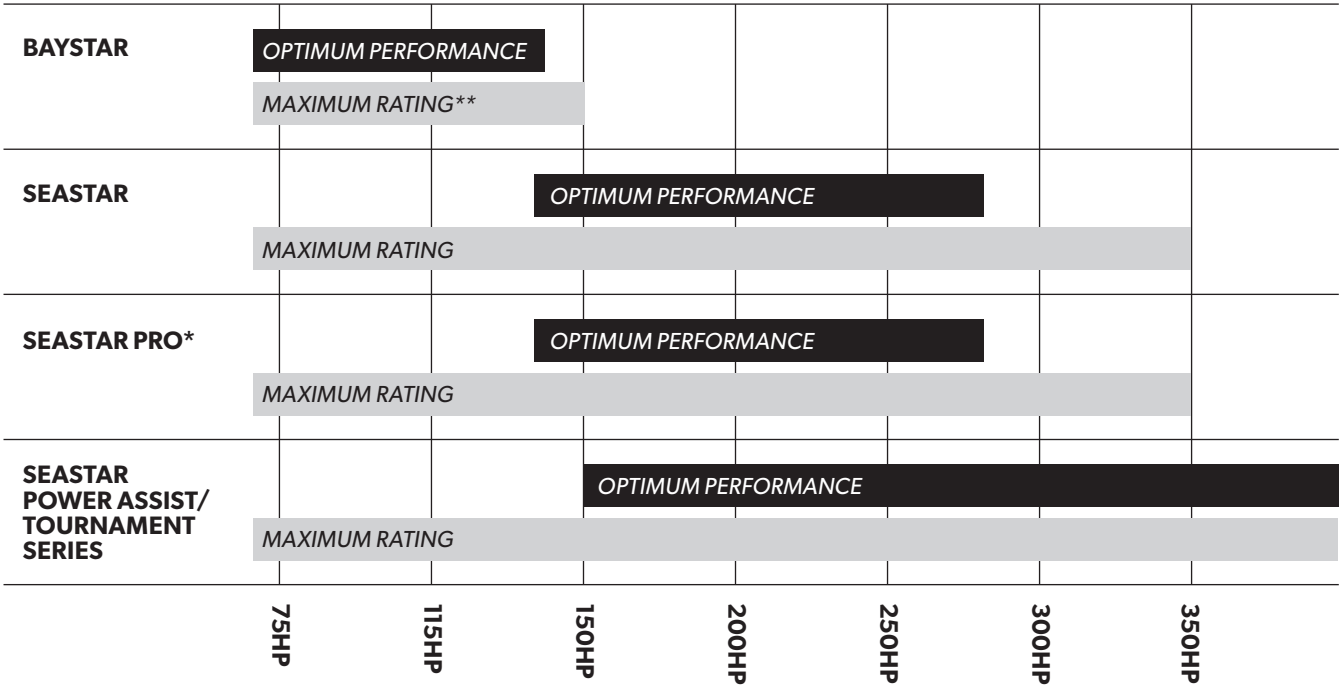 BAYSTAR
OPTIMUM PERFORMANCE
MAXIMUM RATING**
SEASTAR
OPTIMUM PERFORMANCE
MAXIMUM RATING
SEASTAR PRO*
OPTIMUM PERFORMANCE
MAXIMUM RATING
SEASTAR
POWER ASSIST/
TOURNAMENT
SERIES
OPTIMUM PERFORMANCE
MAXIMUM RATING
75HP
115HP
150HP
200HP
250HP
300HP
350HP